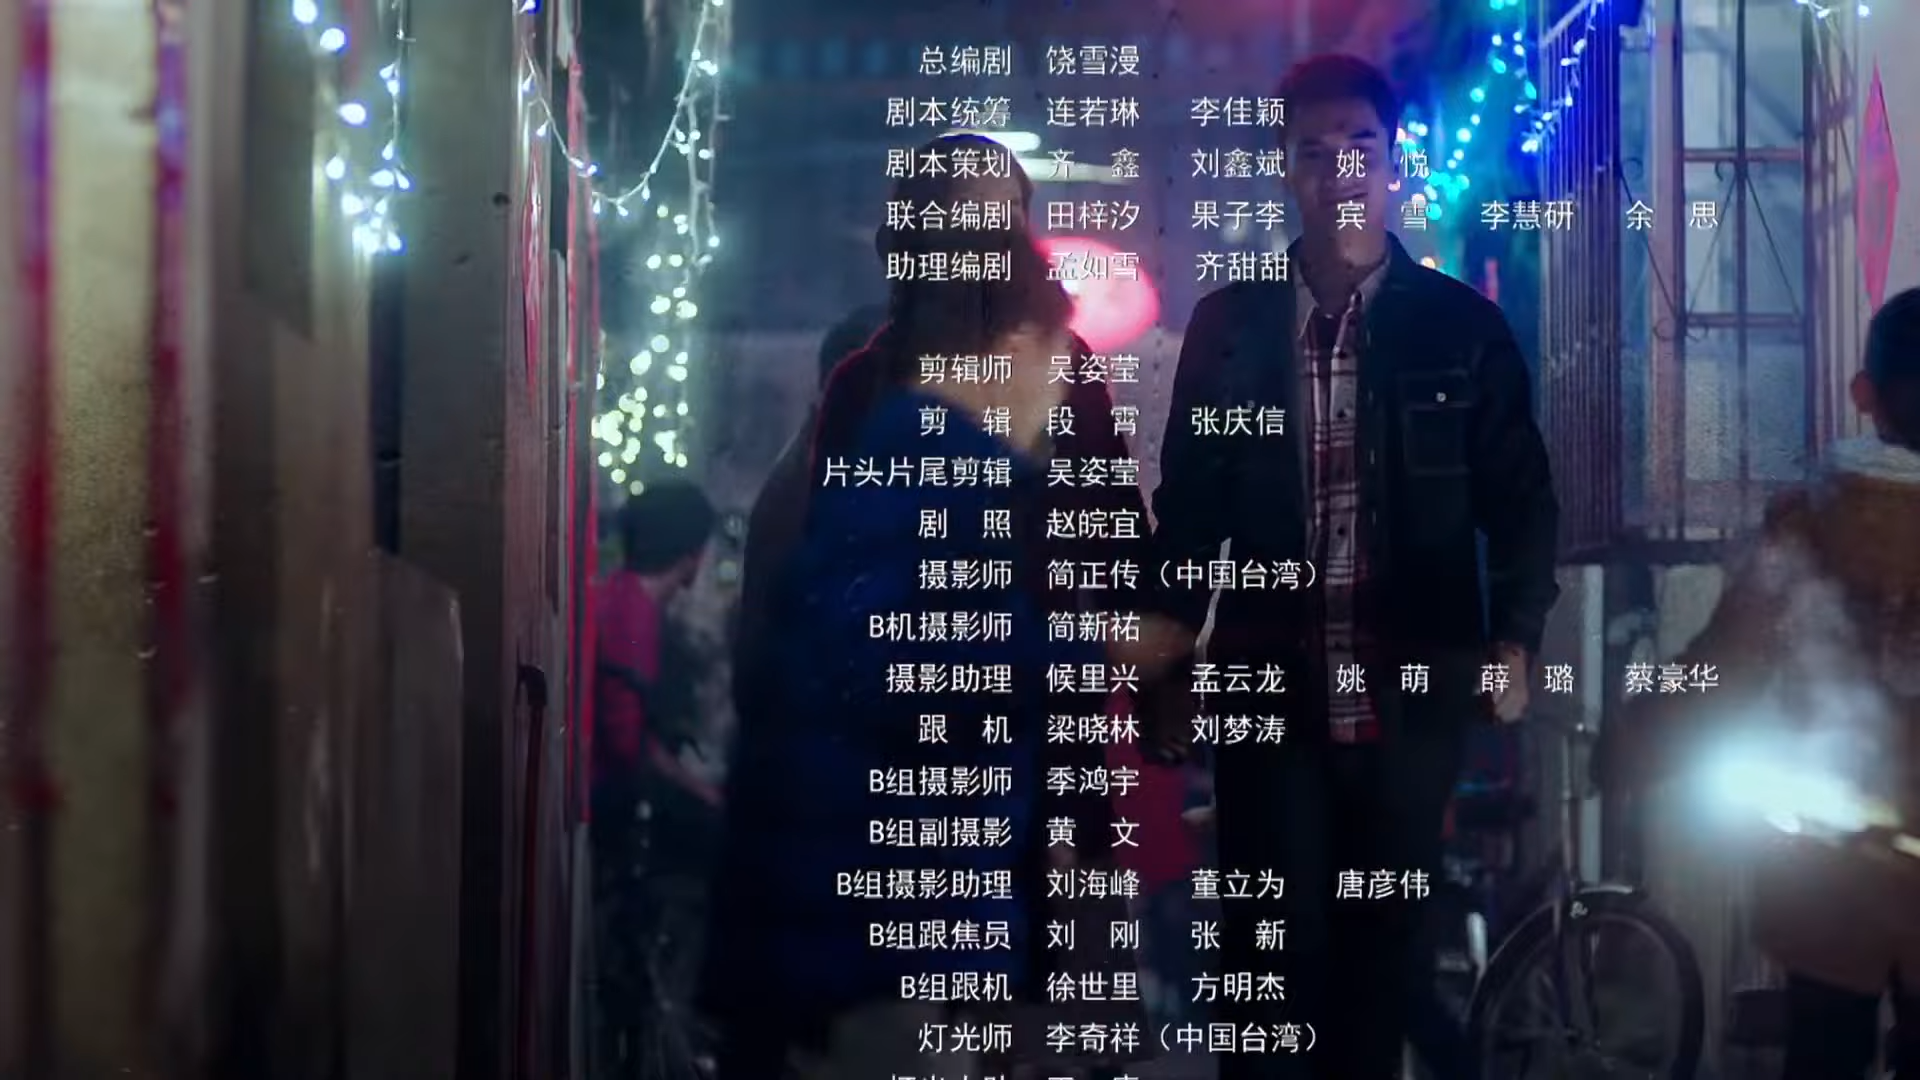 总编剧 饶雪漫
剧本统筹 连若琳 李佳颖
剧本策划 齐 鑫 刘鑫斌 姚 悦
联合编剧 田梓汐 果子李 宾 雪 李慧研 余 思
助理编剧 孟如雪 齐甜甜
剪辑师 吴姿莹
剪 辑 段 霄 张庆信
片头片尾剪辑 吴姿莹
剧 照 赵皖宜
摄影师 简正传（中国台湾）
B机摄影师 简新祐
摄影助理 候里兴 孟云龙 姚 萌 薛 璐 蔡豪华
跟 机 梁晓林 刘梦涛
B组摄影师 季鸿宇
B组副摄影 黄 文
B组摄影助理 刘海峰 董立为 唐彦伟
B组跟焦员 刘 刚 张 新
B组跟机 徐世里 方明杰
灯光师 李奇祥（中国台湾）